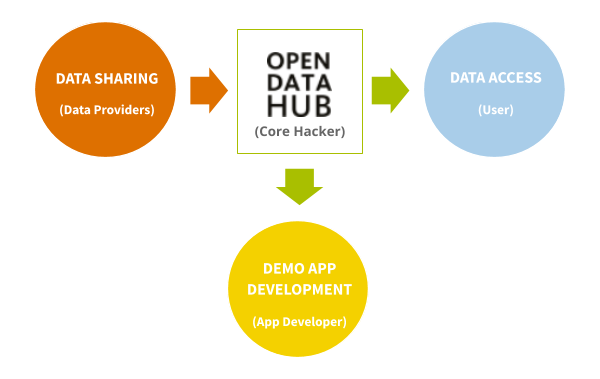 DATA SHARING
(Data Providers)
OPEN
DATA
HUB
(Core Hacker)
DATA ACCESS
(User)
DEMO APP
DEVELOPMENT
(App Developer)